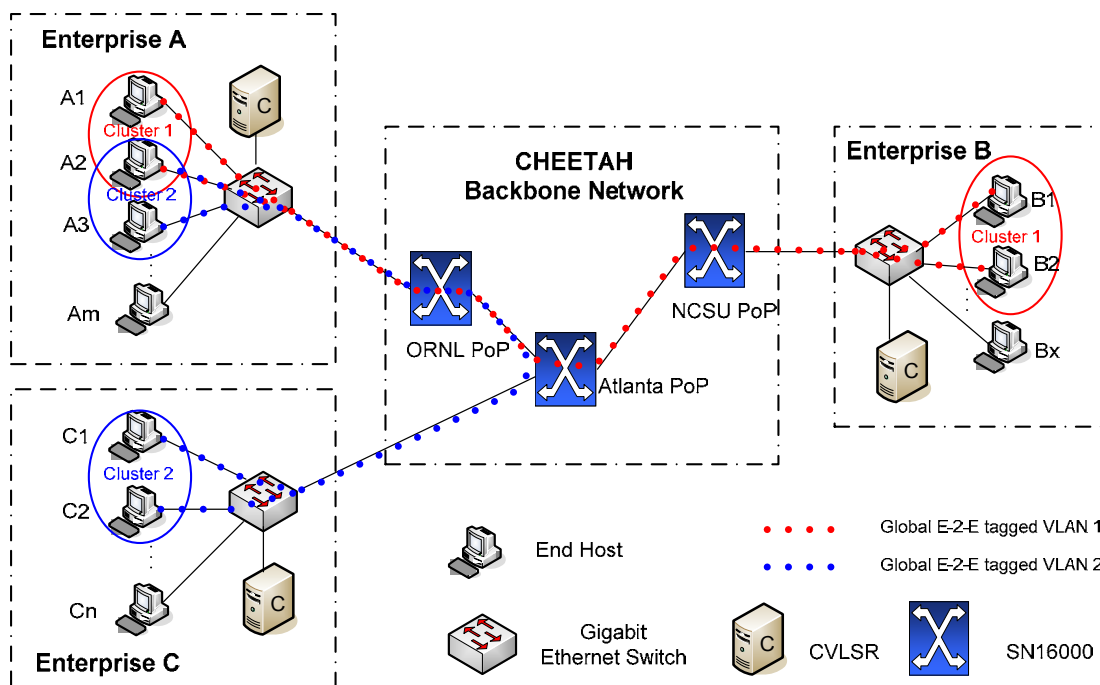 Enterprise A
A1
Cluster 1
A2
Cluster 2
A3
Am
C
CHEETAH
Backbone Network
ORNL PoP
Atlanta PoP
NCSU PoP
Enterprise B
B1
Cluster 1
B2
Bx
C
C1
Cluster 2
C2
Cn
C
Enterprise C
End Host
Global E-2-E tagged VLAN 1
Global E-2-E tagged VLAN 2
Gigabit
Ethernet Switch
C
CVLSR
SN16000